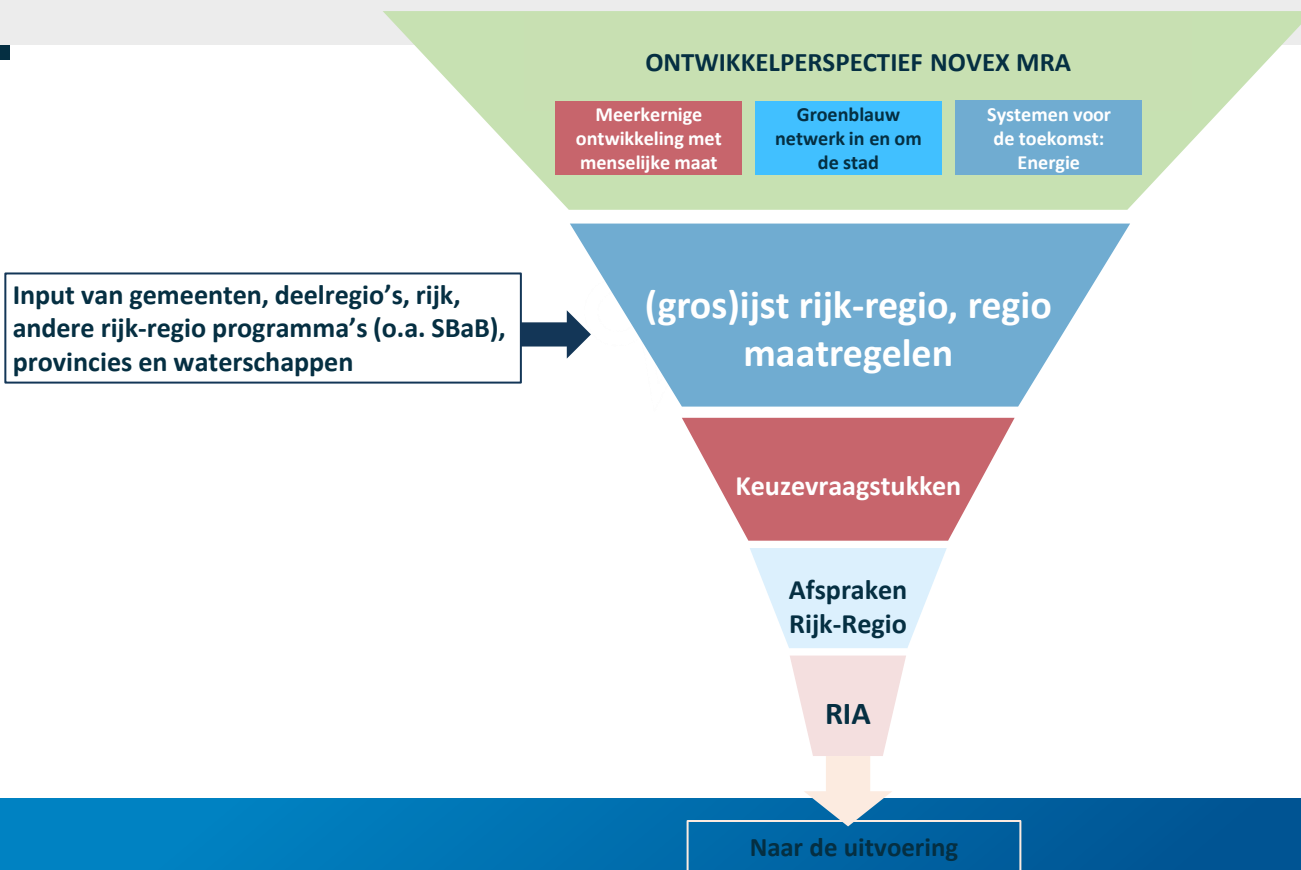 ONTWIKKELPERSPECTIEF NOVEX MRA
Meerkernige
ontwikkeling met
menselijke maat
Groenblauw
netwerk in en om
de stad
Systemen voor
de toekomst:
Energie
Input van gemeenten, deelregio’s, rijk,
andere rijk-regio programma’s (o.a. SBaB),
provincies en waterschappen
(gros)ijst rijk-regio, regio
maatregelen
Keuzevraagstukken
Afspraken
Rijk-Regio
RIA
Naar de uitvoering